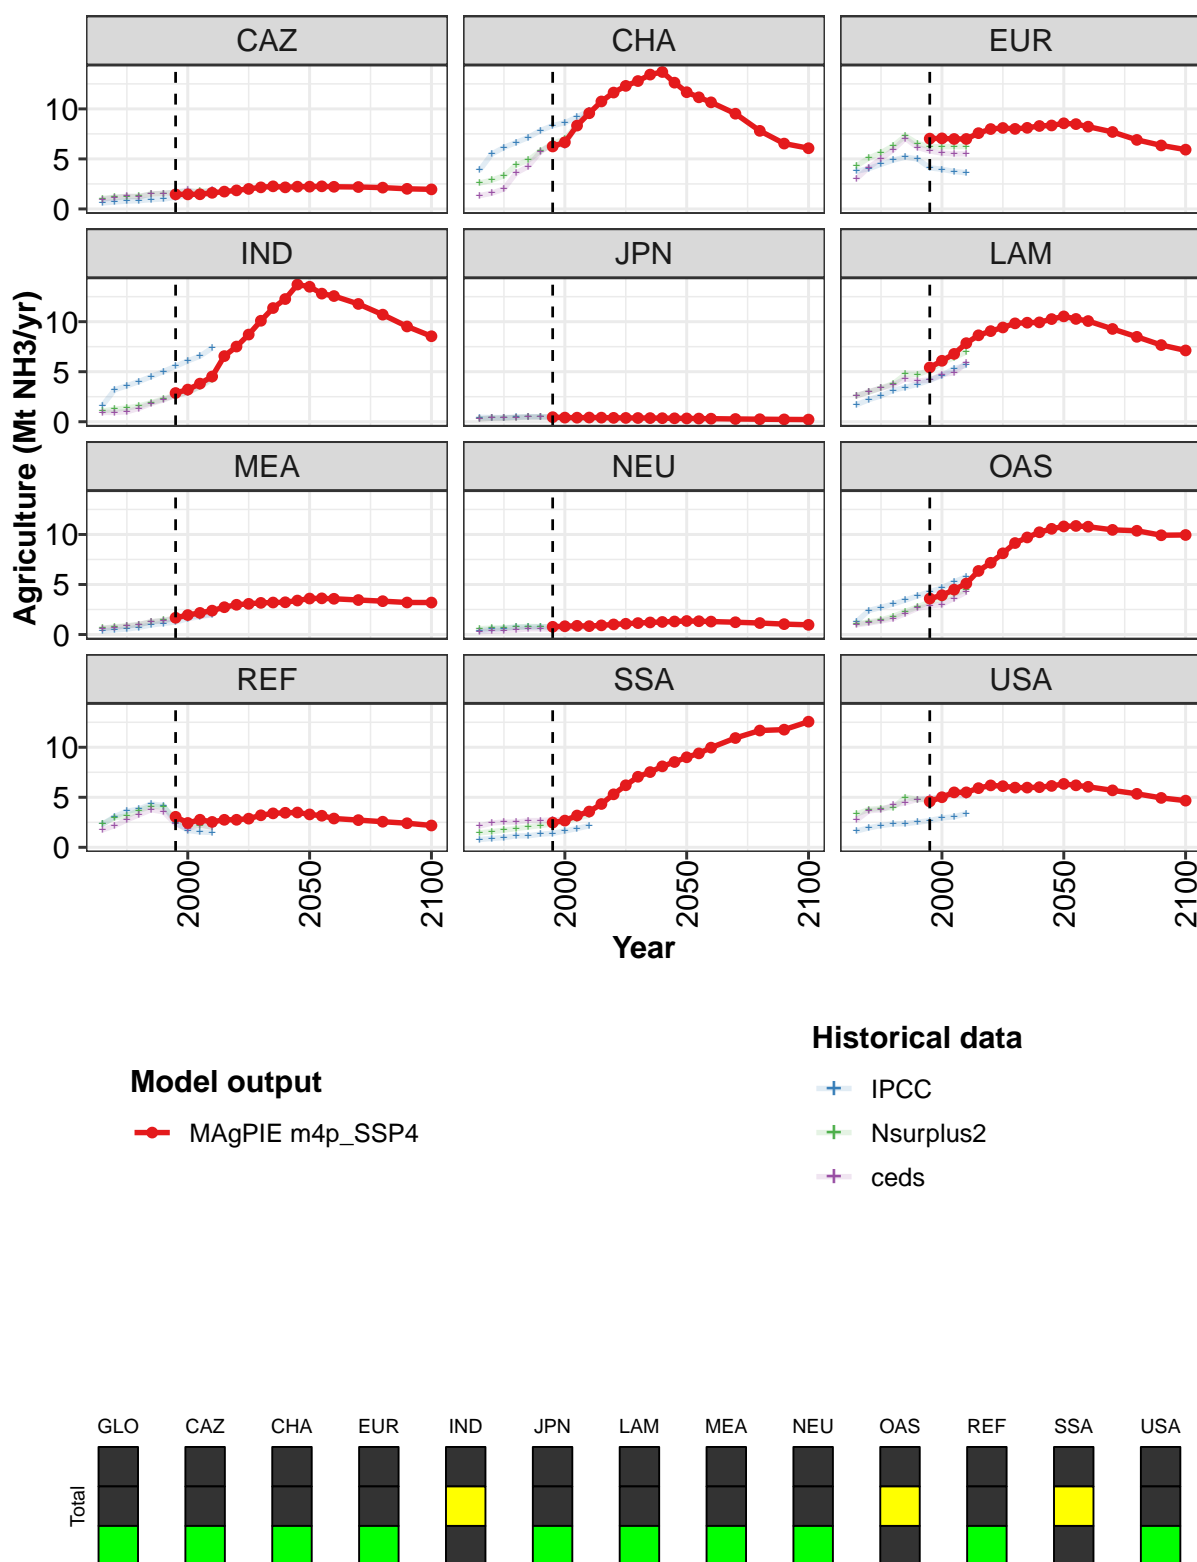 CAZ CHA EUR
10
5
0
IND JPN LAM
10
5
0
MEA NEU OAS
10
5
0
REF SSA USA
10
5
0
Agriculture (Mt NH3/yr)
2000 2050 2100 2000 2050 2100 2000 2050 2100
Year
Model output
MAgPIE m4p_SSP4
Historical data
IPCC
Nsurplus2
ceds
GLO CAZ CHA EUR IND JPN LAM MEA NEU OAS REF SSA USA
Total